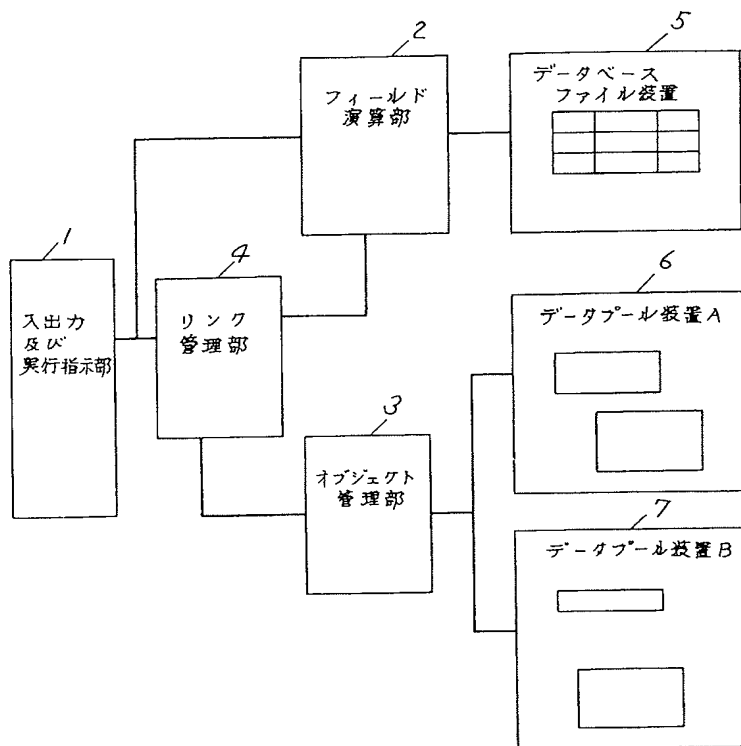 1
入出力
及び
実行指示部
2
フィールド
演算部
4
リンク
管理部
3
オブジェクト
管理部
5
データベース
ファイル装置
6
データプール装置A
7
データプール装置B